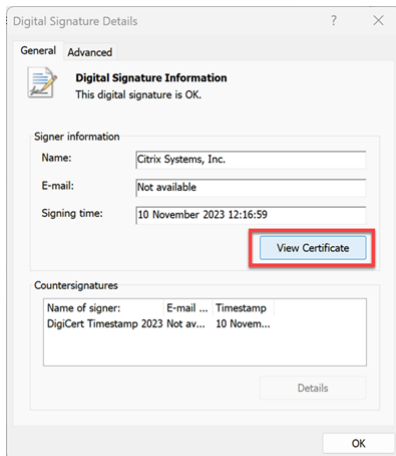 Digital Signature Details
General Advanced
Digital Signature Information
This digital signature is OK.
Signer information
Name: Citrix Systems, Inc.
E-mail: Not available
Signing time: 10 November 2023 12:16:59
View Certificate
Countersignatures
Name of signer: E-mail ... Timestamp
DigiCert Timestamp 2023 Not av... 10 Novem...
Details
OK